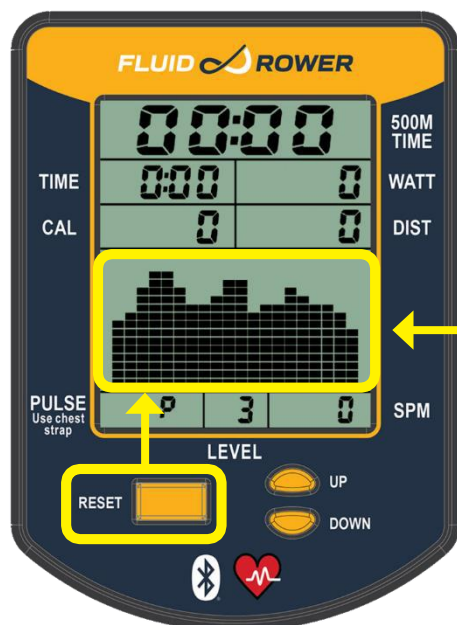 FLUID ROWER
00:00
500M
TIME
TIME
0:00
0
WATT
CAL
0
0
DIST
PULSE
Use chest
strap
P
3
0
SPM
LEVEL
RESET
UP
DOWN